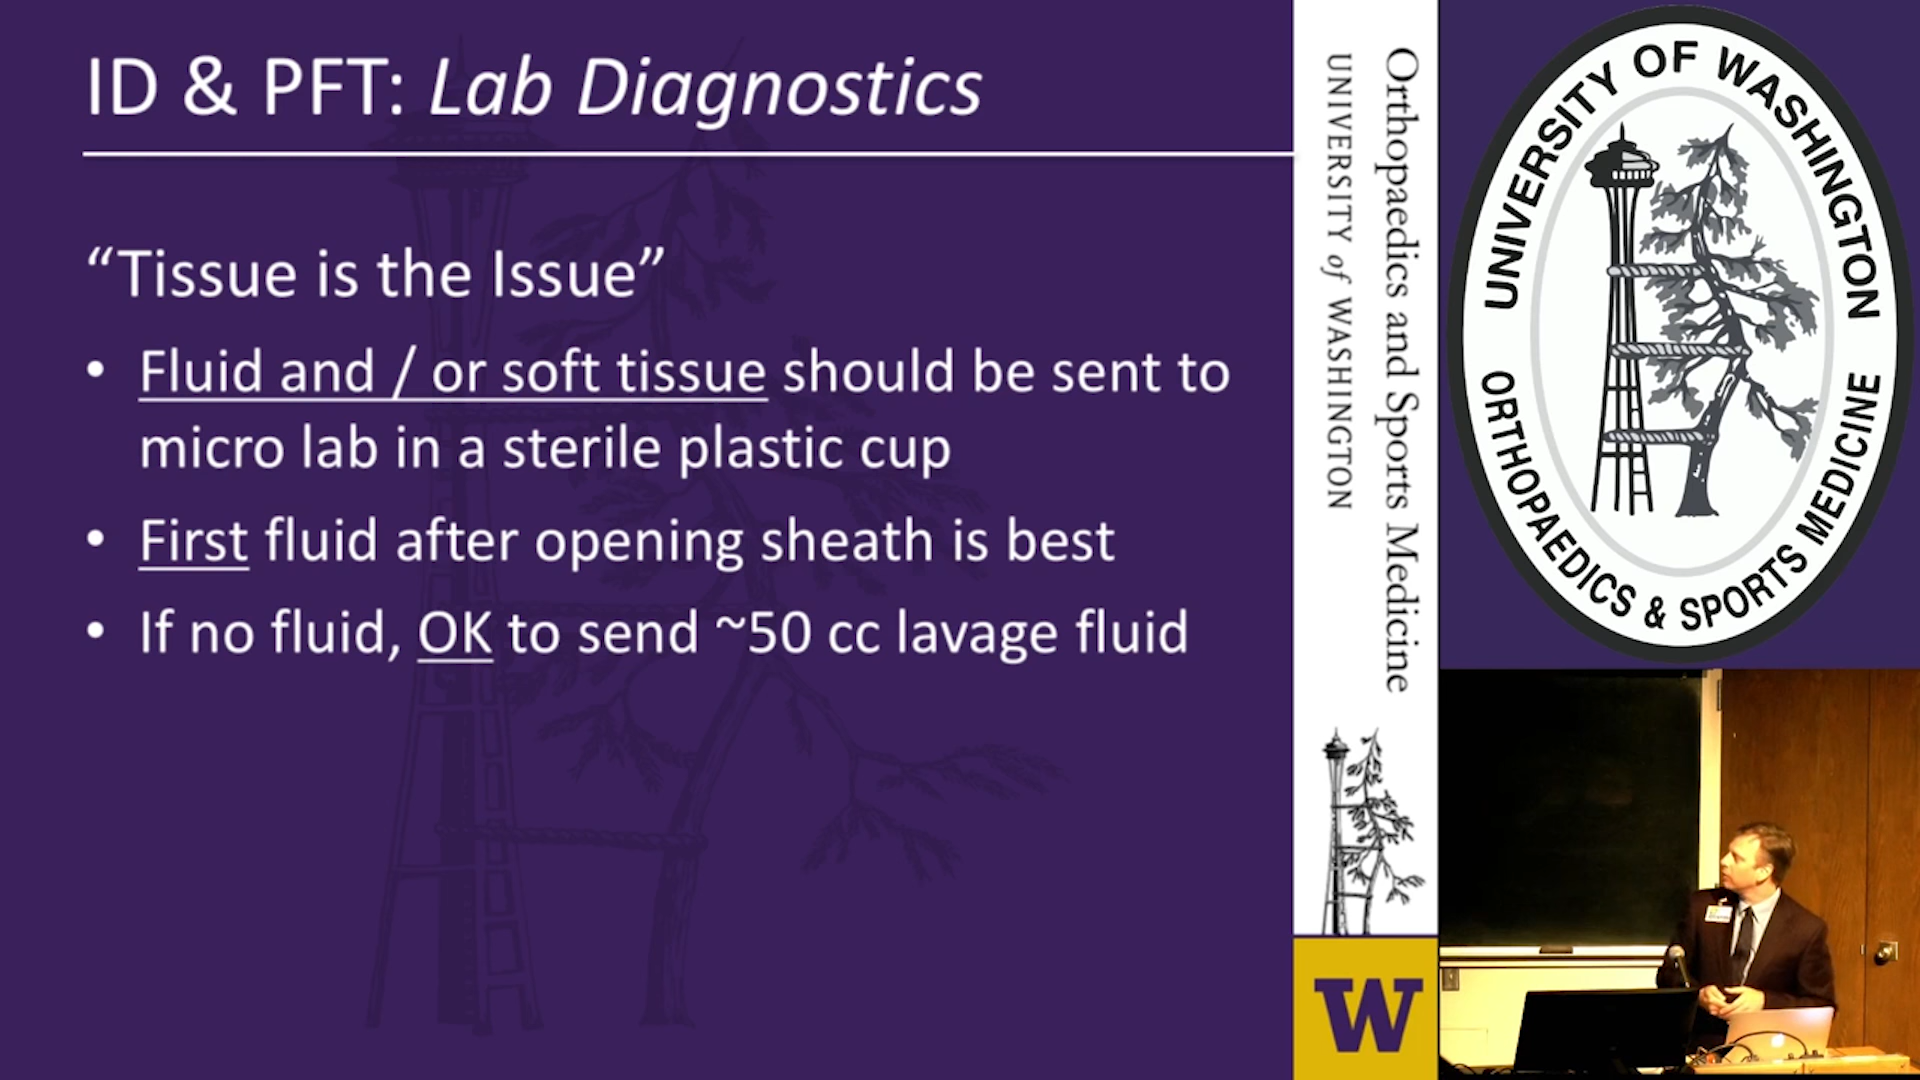 ID & PFT: Lab Diagnostics
“Tissue is the Issue”
• Fluid and / or soft tissue should be sent to
micro lab in a sterile plastic cup
• First fluid after opening sheath is best
• If no fluid, OK to send ~50 cc lavage fluid
Orthopaedics and Sports Medicine
UNIVERSITY of WASHINGTON
W
UNIVERSITY OF WASHINGTON
ORTHOPAEDICS & SPORTS MEDICINE